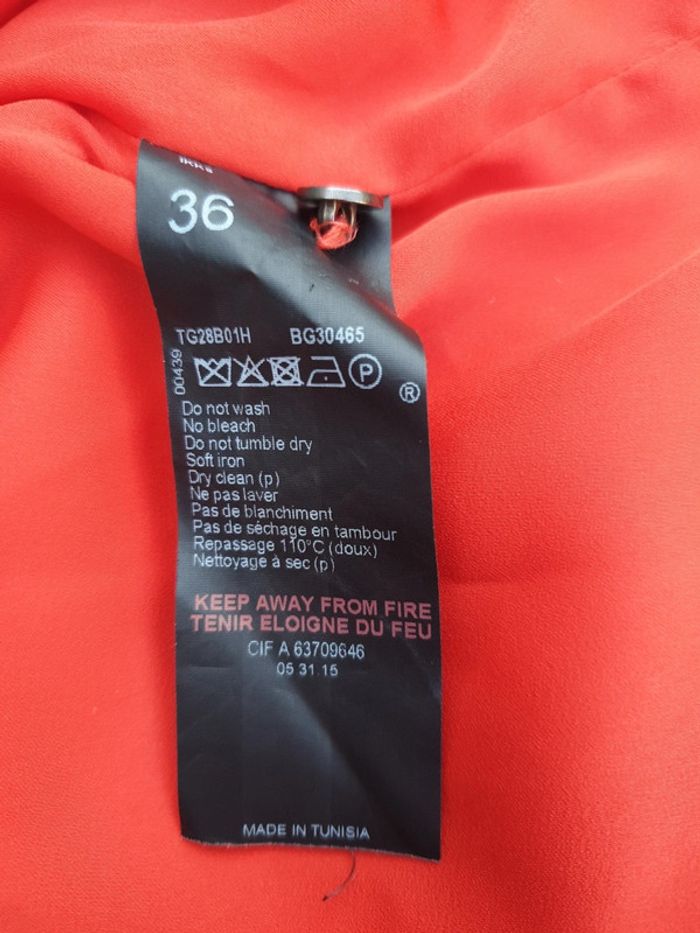 IKKS
36
TG28B01H BG30465
00439
P
®
Do not wash
No bleach
Do not tumble dry
Soft iron
Dry clean (p)
Ne pas laver
Pas de blanchiment
Pas de séchage en tambour
Repassage 110°C (doux)
Nettoyage à sec (p)
KEEP AWAY FROM FIRE
TENIR ELOIGNE DU FEU
CIF A 63709646
05 31.15
MADE IN TUNISIA